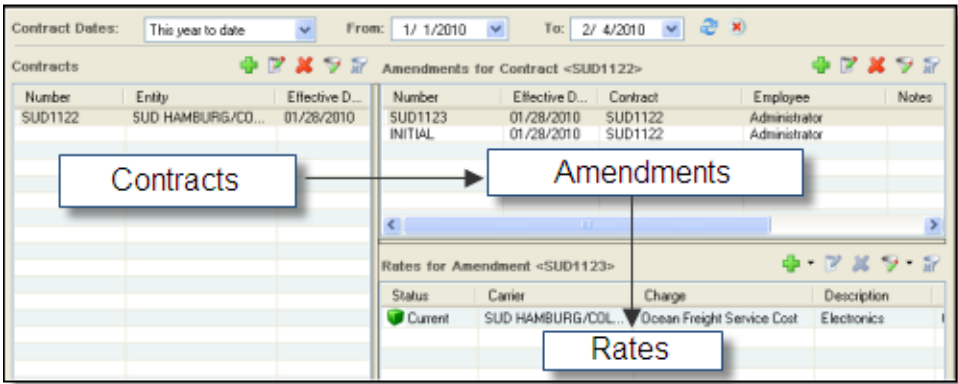 Contract Dates: This year to date From: 1/ 1/2010 To: 2/ 4/2010
Contracts
Number Entity Effective D...
SUD1122 SUD HAMBURG/CO... 01/28/2010
Contracts
Amendments for Contract <SUD1122>
Number Effective D... Contract Employee Notes
SUD1123 01/28/2010 SUD1122 Administrator
INITIAL 01/28/2010 SUD1122 Administrator
Amendments
Rates for Amendment <SUD1123>
Status Carrier Charge Description
Current SUD HAMBURG/COL... Ocean Freight Service Cost Electronics
Rates